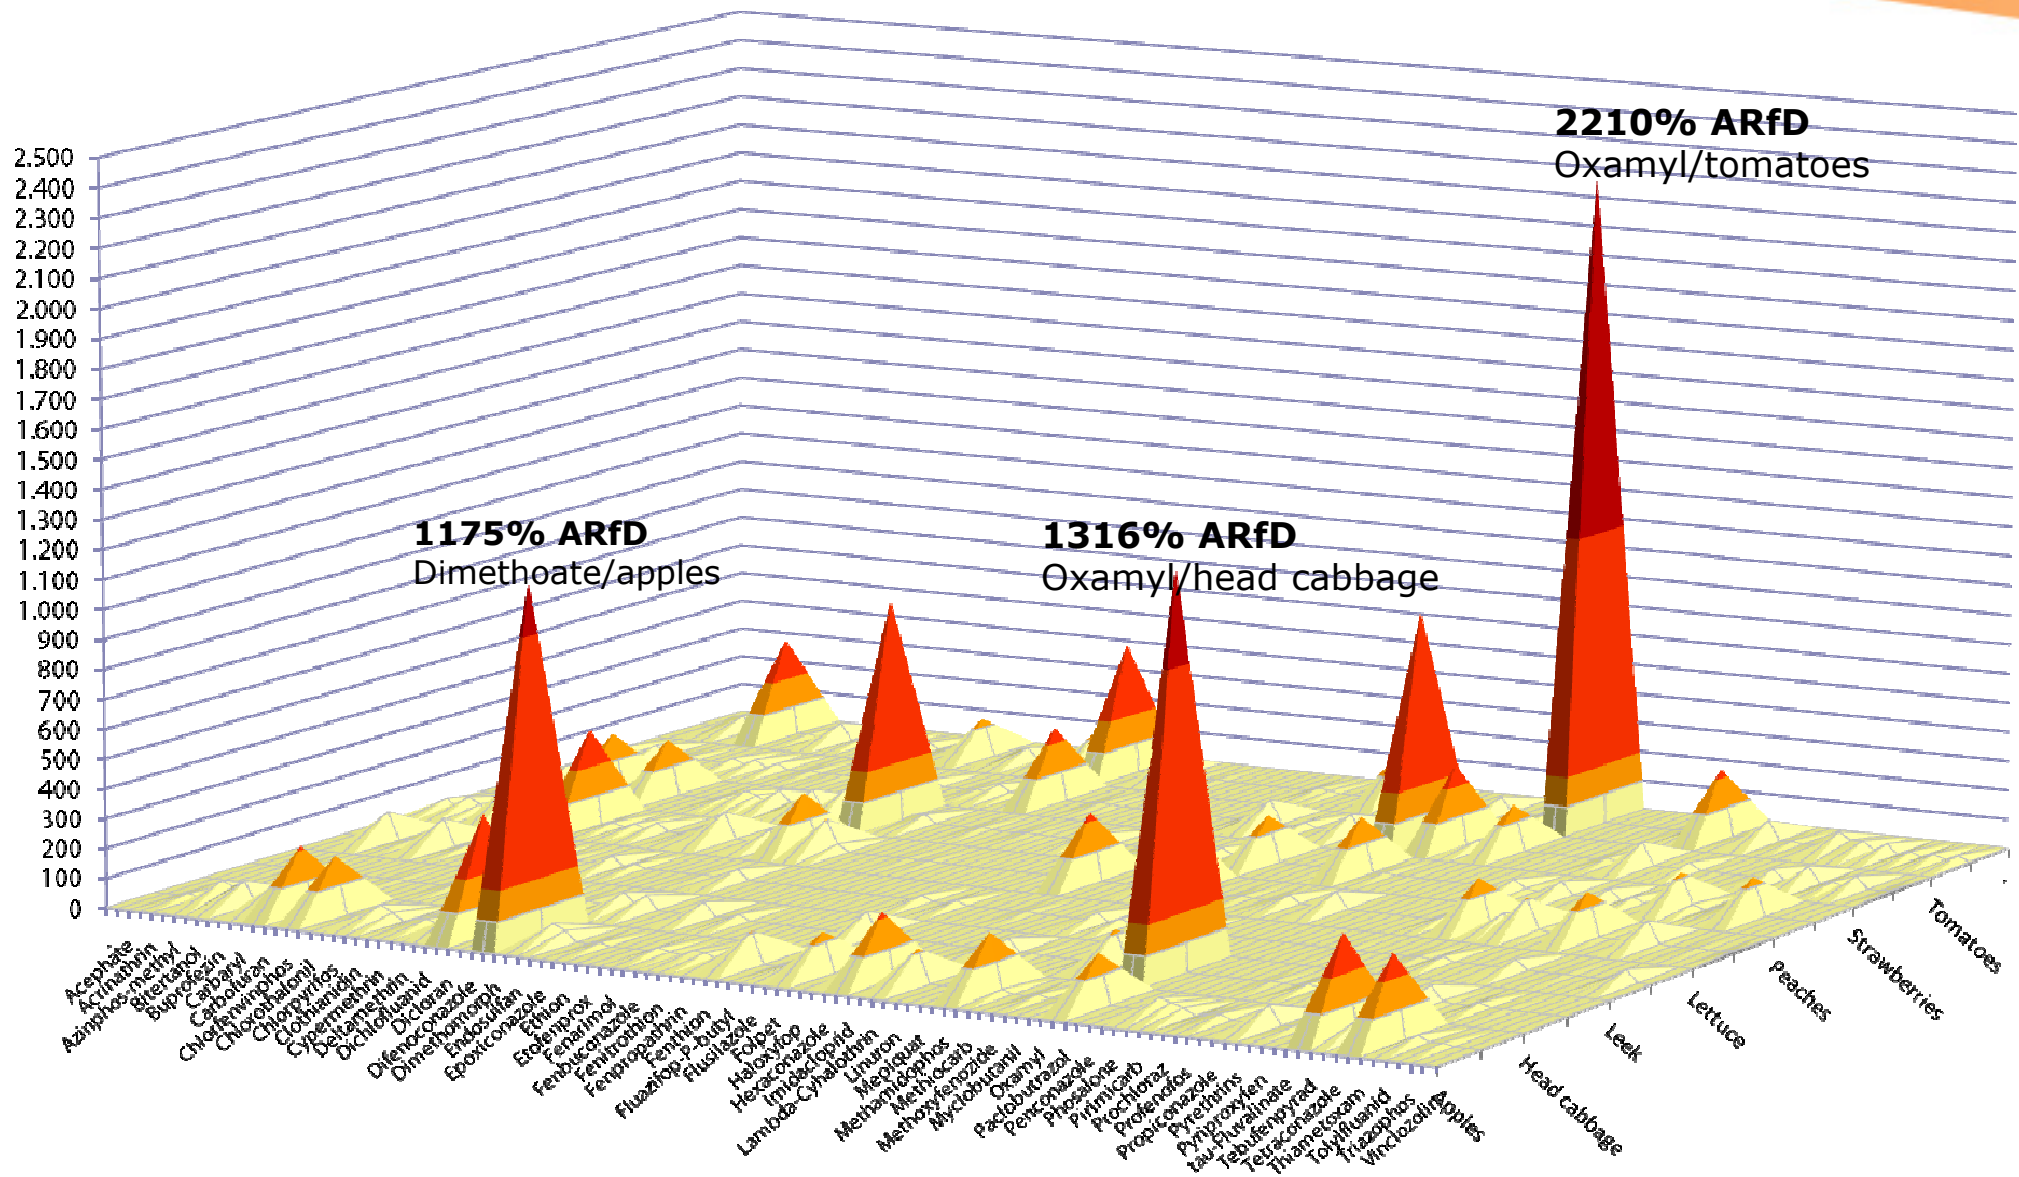 2210% ARfD
Oxamyl/tomatoes
2.500
2.400
2.300
2.200
2.100
2.000
1.900
1.800
1.700
1.600
1.500
1.400
1.300
1.200
1.100
1.000
900
800
700
600
500
400
300
200
100
0
1175% ARfD
Dimethoate/apples
1316% ARfD
Oxamyl/head cabbage
Acephate
Acrinathrin
Azinphos-methyl
Bitertanol
Buprofezin
Carbaryl
Carbofuran
Chlorfenvinphos
Chlorothalonil
Chlorpyrifos
Clothianidin
Cypermethrin
Deltamethrin
Dichlofluanid
Dicloran
Difenoconazole
Dimethomorph
Endosulfan
Epoxiconazole
Ethion
Etofenprox
Fenarimol
Fenbuconazole
Fenitrothion
Fenpropathrin
Fenthion
Fluazifop-P-butyl
Flusilazole
Folpet
Haloxyfop
Hexaconazole
Imidacloprid
Lambda-Cyhalothrin
Linuron
Mepiquat
Methamidophos
Methiocarb
Methoxyfenozide
Myclobutanil
Oxamyl
Paclobutrazol
Penconazole
Phosalone
Pirimicarb
Prochloraz
Profenofos
Propiconazole
Pyrethrins
Pyriproxyfen
tau-Fluvalinate
Tebufenpyrad
Tetraconazole
Thiametoxam
Tolylfluanid
Triazophos
Vinclozolin
Apples
Head cabbage
Leek
Lettuce
Peaches
Strawberries
Tomatoes